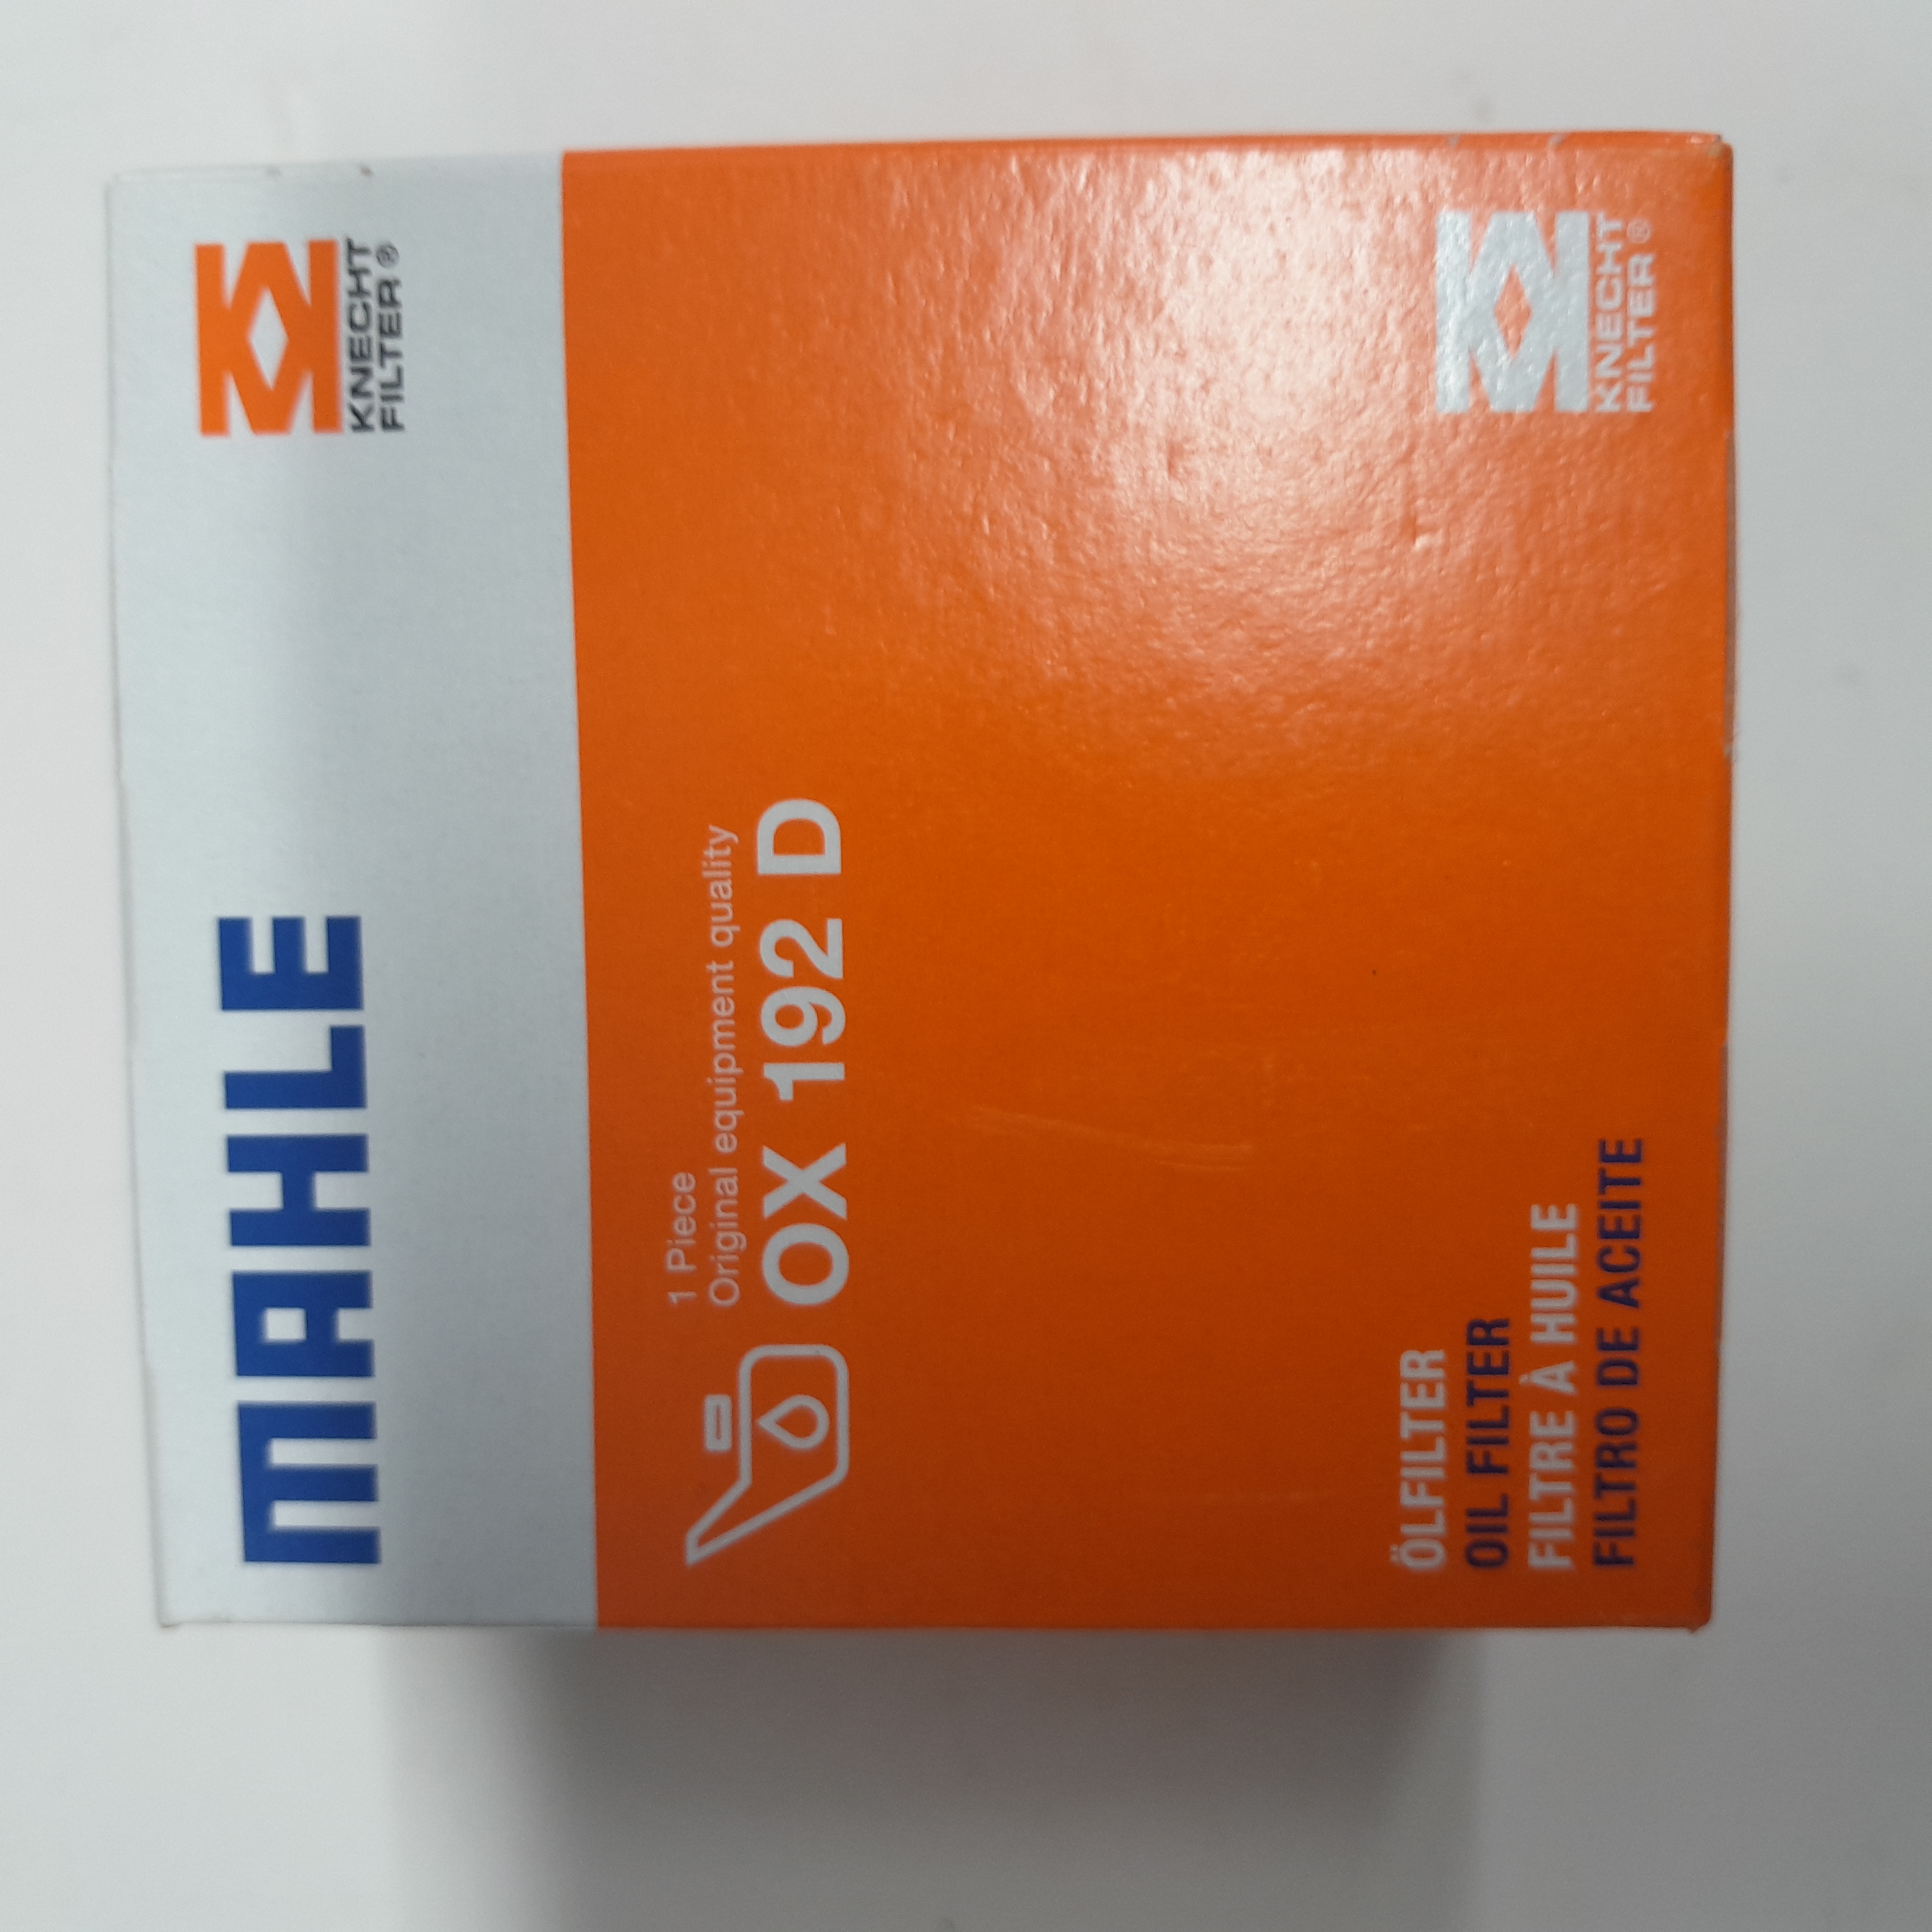 MAHLE
KNECHT
FILTER®
1 Piece
Original equipment quality
OX 192 D
ÖLFILTER
OIL FILTER
FILTRE À HUILE
FILTRO DE ACEITE
KNECHT
FILTER®